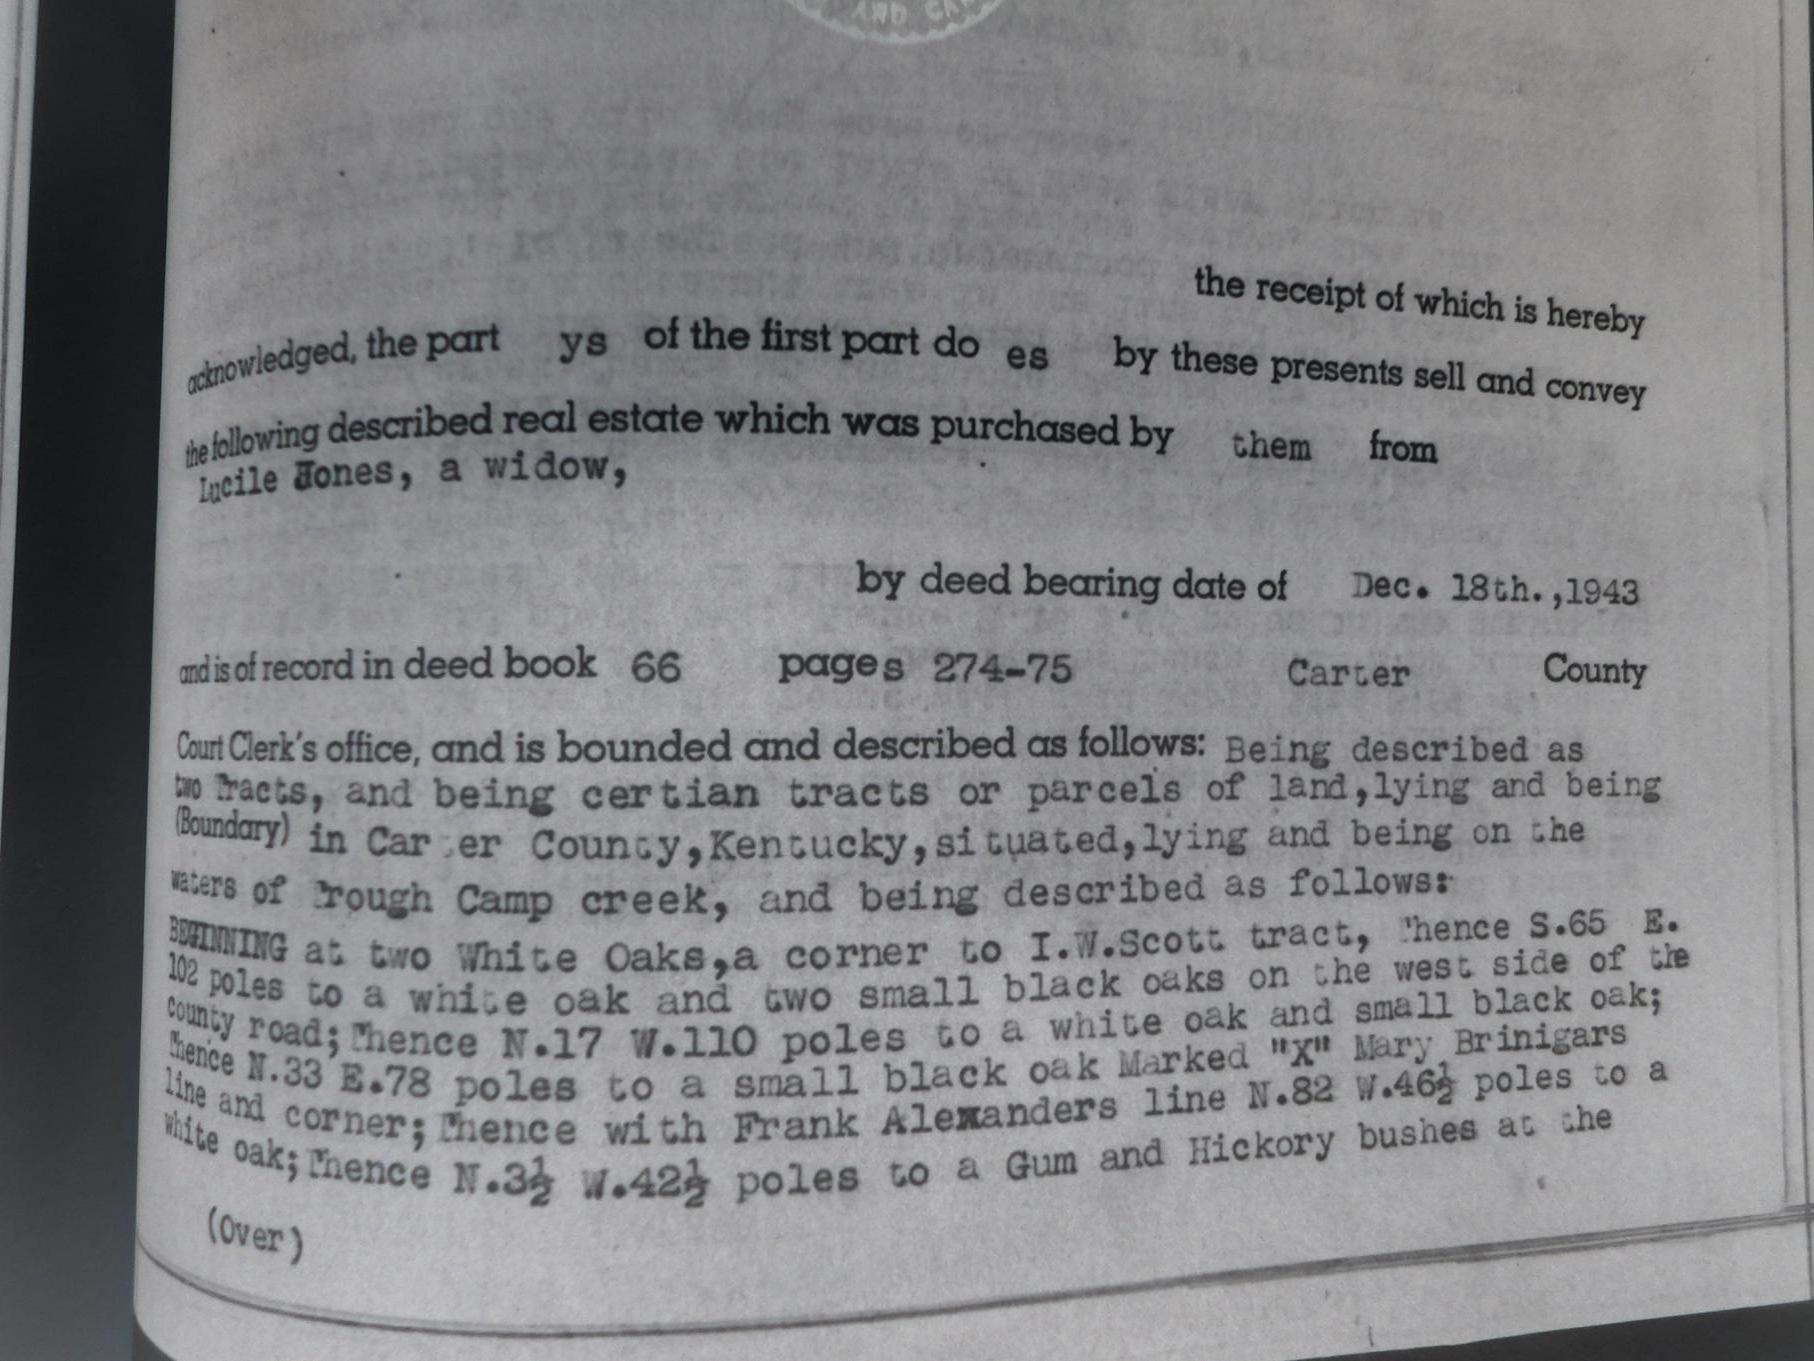 AND CAR
the receipt of which is hereby
acknowledged, the part ys of the first part do es by these presents sell and convey
the following described real estate which was purchased by them from
Lucile Jones, a widow,
by deed bearing date of Dec. 18th.,1943
and is of record in deed book 66 pages 274-75 Carter County
Court Clerk's office, and is bounded and described as follows: Being described as
two Tracts, and being certian tracts or parcels of land,lying and being
(Boundary) in Carter County,Kentucky,situated,lying and being on the
waters of Trough Camp creek, and being described as follows:
BEGINNING at two White Oaks,a corner to I.W.Scott tract, Thence S.65 E.
102 poles to a white oak and two small black oaks on the west side of the
county road;Thence N.17 W.110 poles to a white oak and small black oak;
Thence N.33 E.78 poles to a small black oak Marked "X" Mary Brinigars
line and corner;Thence with Frank Alexanders line N.82 W.46½ poles to a
white oak;Thence N.3½ W.42½ poles to a Gum and Hickory bushes at the
(Over)